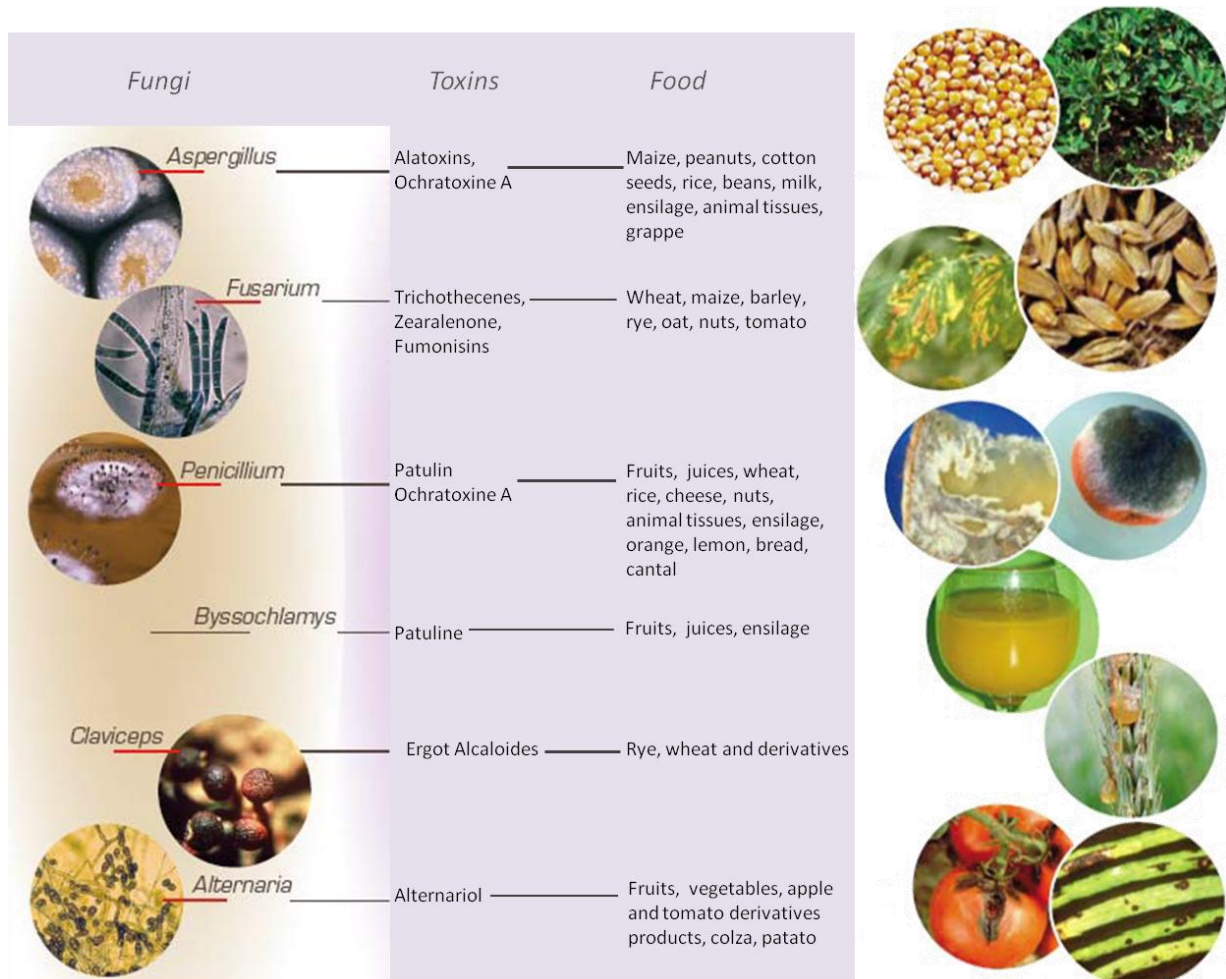 Fungi Toxins Food
Aspergillus
Alatoxins,
Ochratoxine A
Maize, peanuts, cotton
seeds, rice, beans, milk,
ensilage, animal tissues,
grappe
Fusarium
Trichothecenes,
Zearalenone,
Fumonisins
Wheat, maize, barley,
rye, oat, nuts, tomato
Penicillium
Patulin
Ochratoxine A
Fruits, juices, wheat,
rice, cheese, nuts,
animal tissues, ensilage,
orange, lemon, bread,
cantal
Byssochlamys
Patuline
Fruits, juices, ensilage
Claviceps
Ergot Alcaloides
Rye, wheat and derivatives
Alternaria
Alternariol
Fruits, vegetables, apple
and tomato derivatives
products, colza, patato